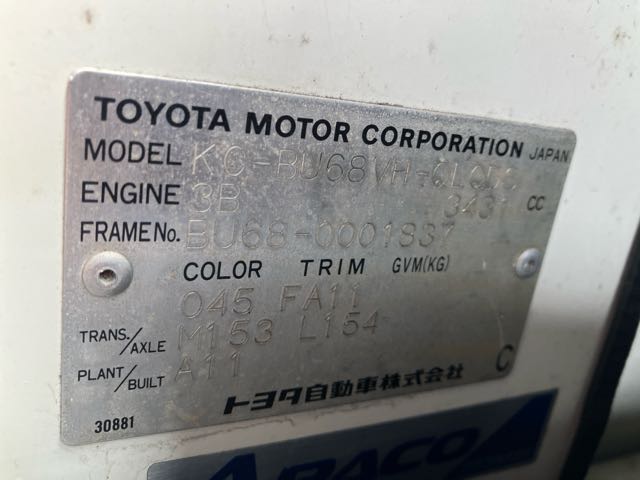 TOYOTA MOTOR CORPORATION JAPAN
MODEL KC-BU68VH-QLQDS
ENGINE 3B 3431 CC
FRAME No. BU68-0001837
COLOR TRIM GVM(KG)
045 FA11
TRANS./AXLE M153 L154
PLANT/BUILT A11
トヨタ自動車株式会社 C
30881
ARACO